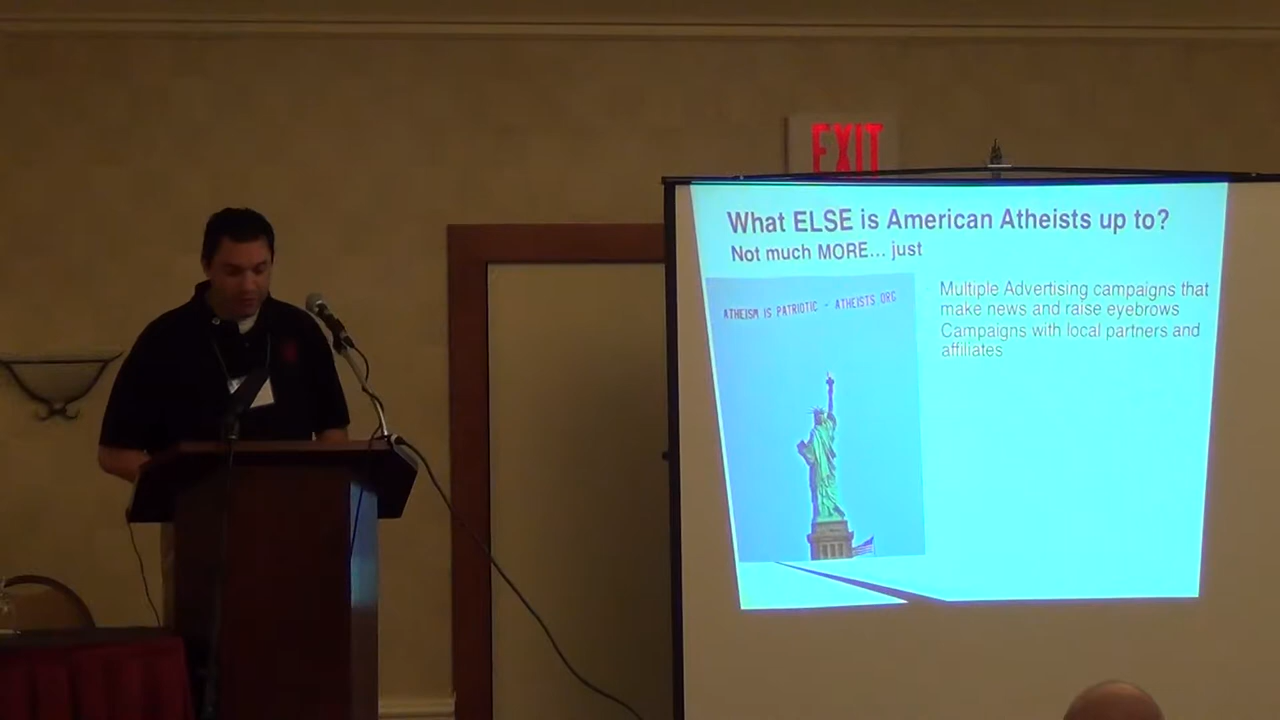 EXIT
What ELSE is American Atheists up to?
Not much MORE... just
ATHEISM IS PATRIOTIC - ATHEISTS.ORG
Multiple Advertising campaigns that
make news and raise eyebrows
Campaigns with local partners and
affiliates